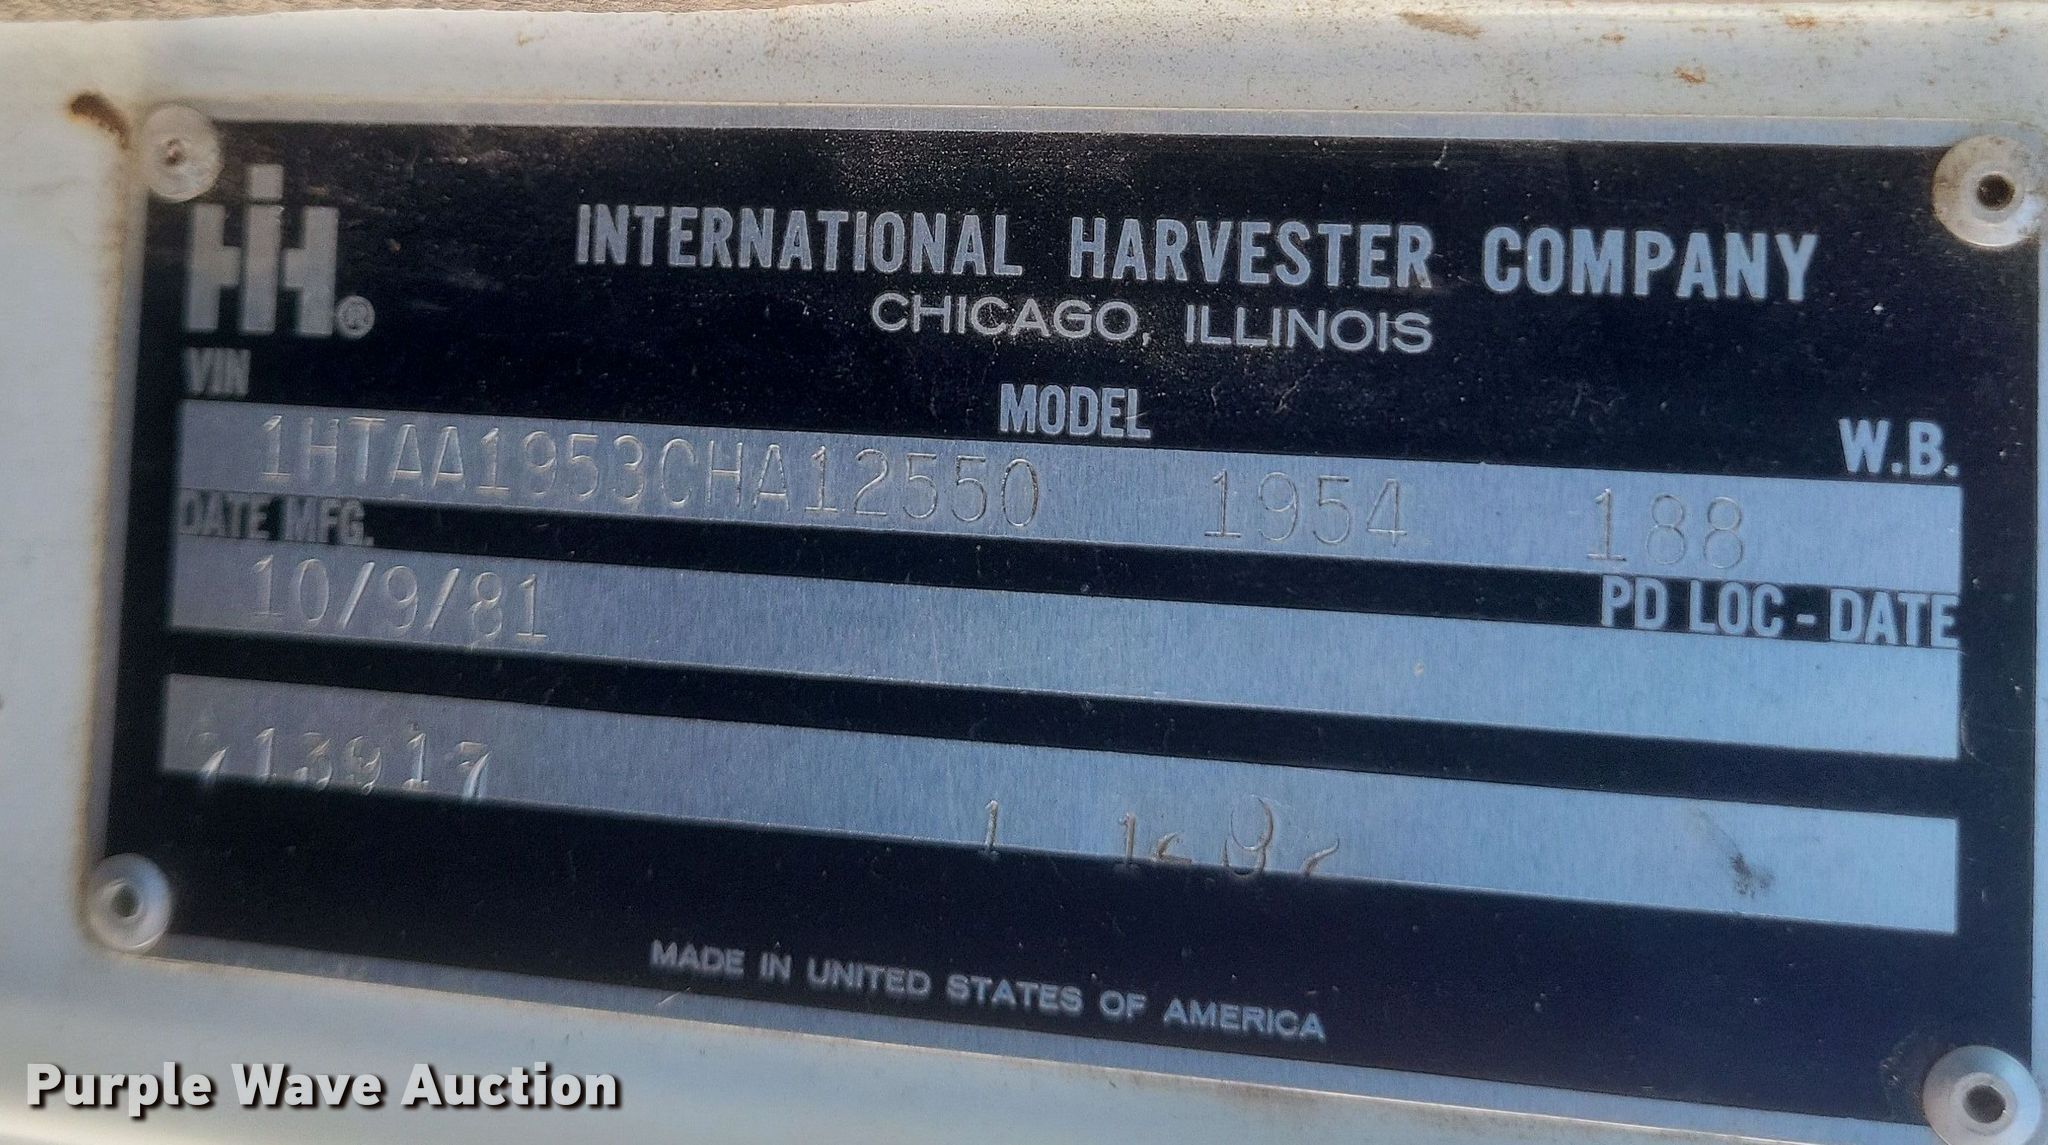 IH®
INTERNATIONAL HARVESTER COMPANY
CHICAGO, ILLINOIS
VIN MODEL W.B.
1HTAA1953CHA12550 1954 188
DATE MFG. PD LOC-DATE
10/9/81
713917
MADE IN UNITED STATES OF AMERICA
Purple Wave Auction